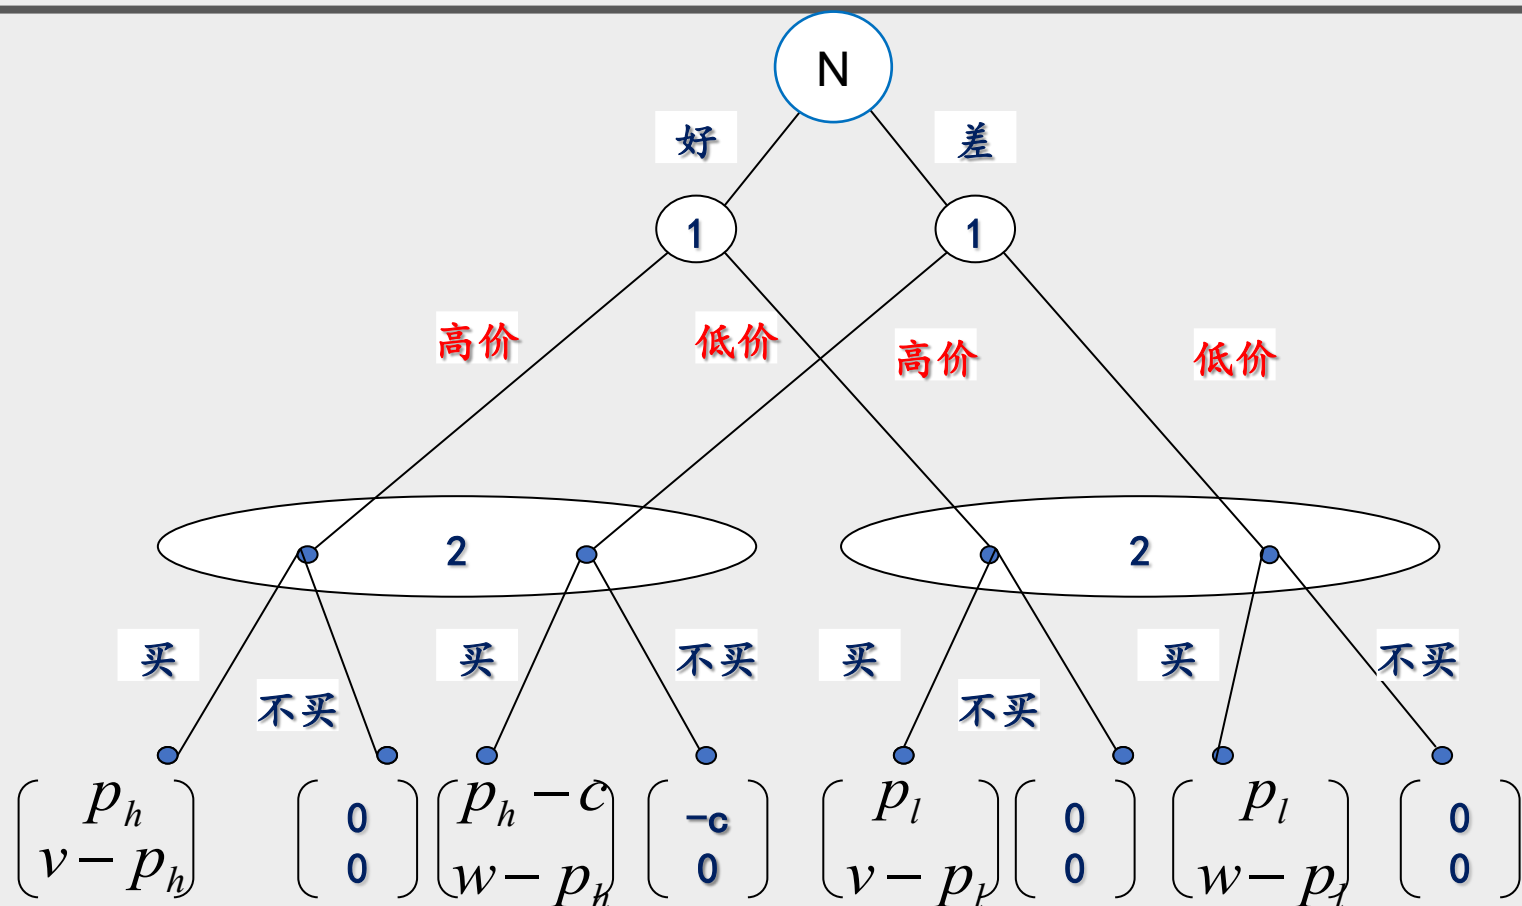 N
好
差
1
1
高价
低价
高价
低价
2
2
买
不买
买
不买
买
不买
买
不买
p_h
v − p_h
0
0
p_h − c
w − p_h
−c
0
p_l
v − p_l
0
0
p_l
w − p_l
0
0